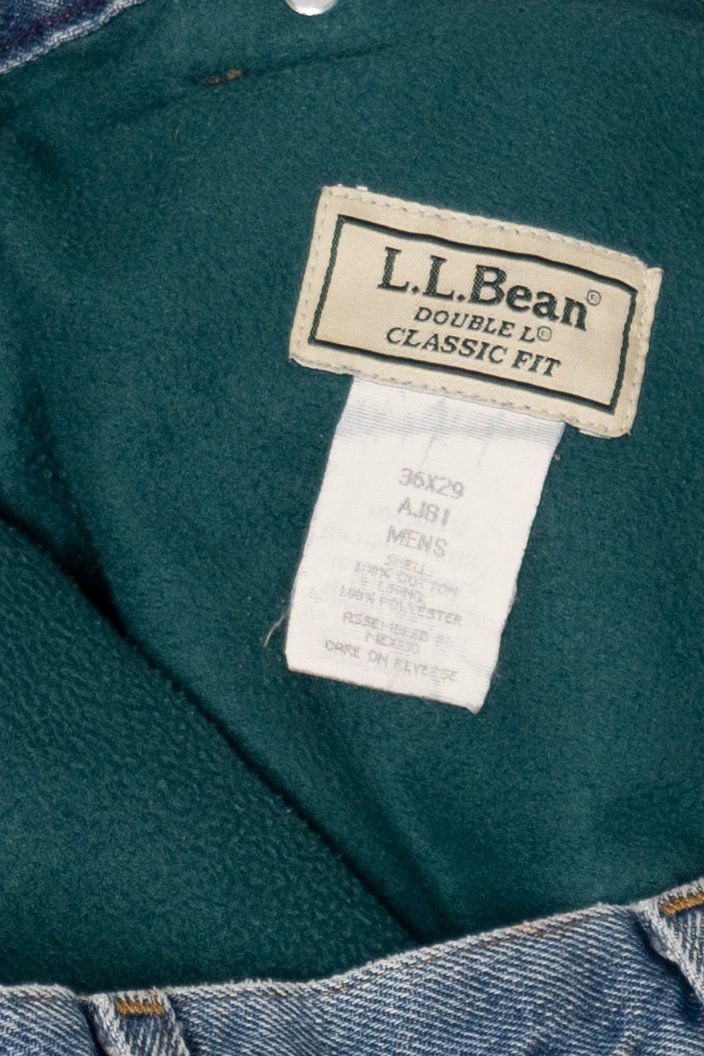 L.L.Bean®
DOUBLE L®
CLASSIC FIT
36X29
AJ81
MENS
SHELL:
100% COTTON
LINING:
100% POLYESTER
ASSEMBLED IN
MEXICO
CARE ON REVERSE